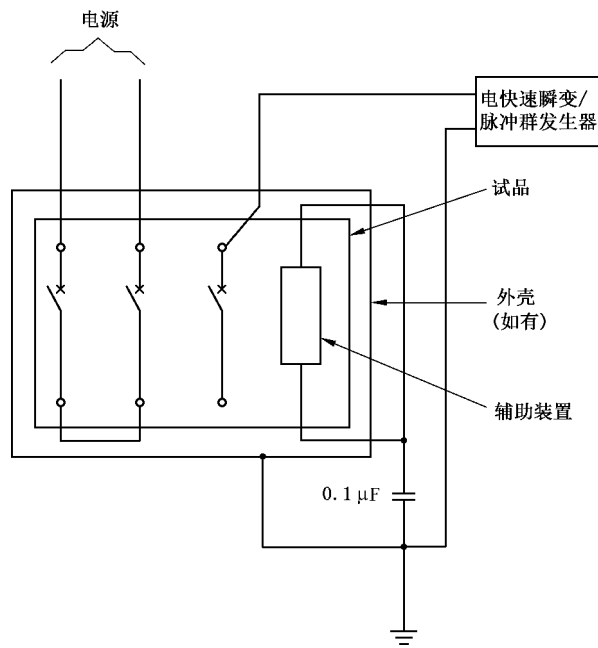 电源
电快速瞬变/
脉冲群发生器
试品
外壳
(如有)
辅助装置
0.1 μF